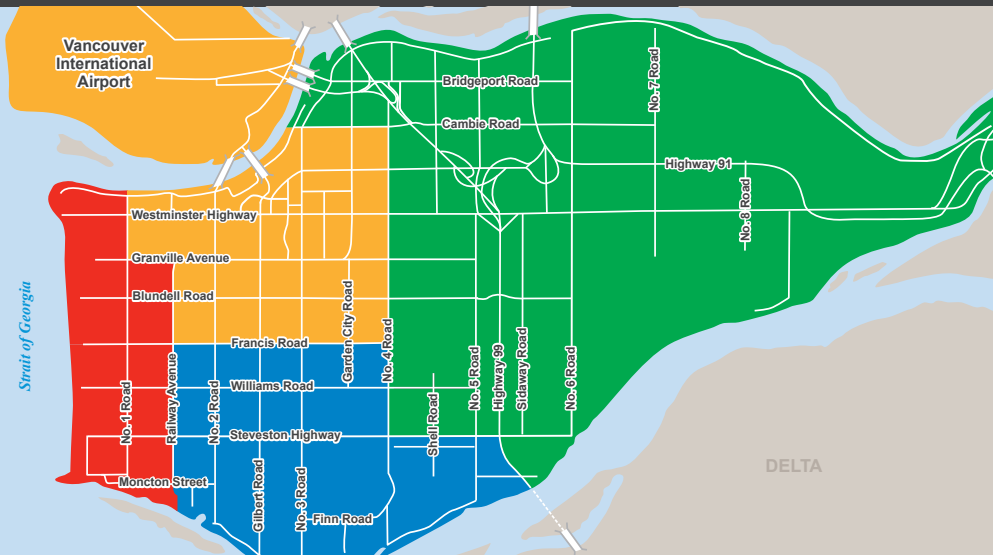 Vancouver
International
Airport
Bridgeport Road
No. 7 Road
Cambie Road
Highway 91
No. 8 Road
Westminster Highway
Granville Avenue
Strait of Georgia
Blundell Road
Garden City Road
Francis Road
No. 4 Road
Sidaway Road
No. 5 Road
Highway 99
No. 6 Road
Railway Avenue
Williams Road
No. 1 Road
No. 2 Road
Shell Road
Steveston Highway
DELTA
Moncton Street
Gilbert Road
No. 3 Road
Finn Road